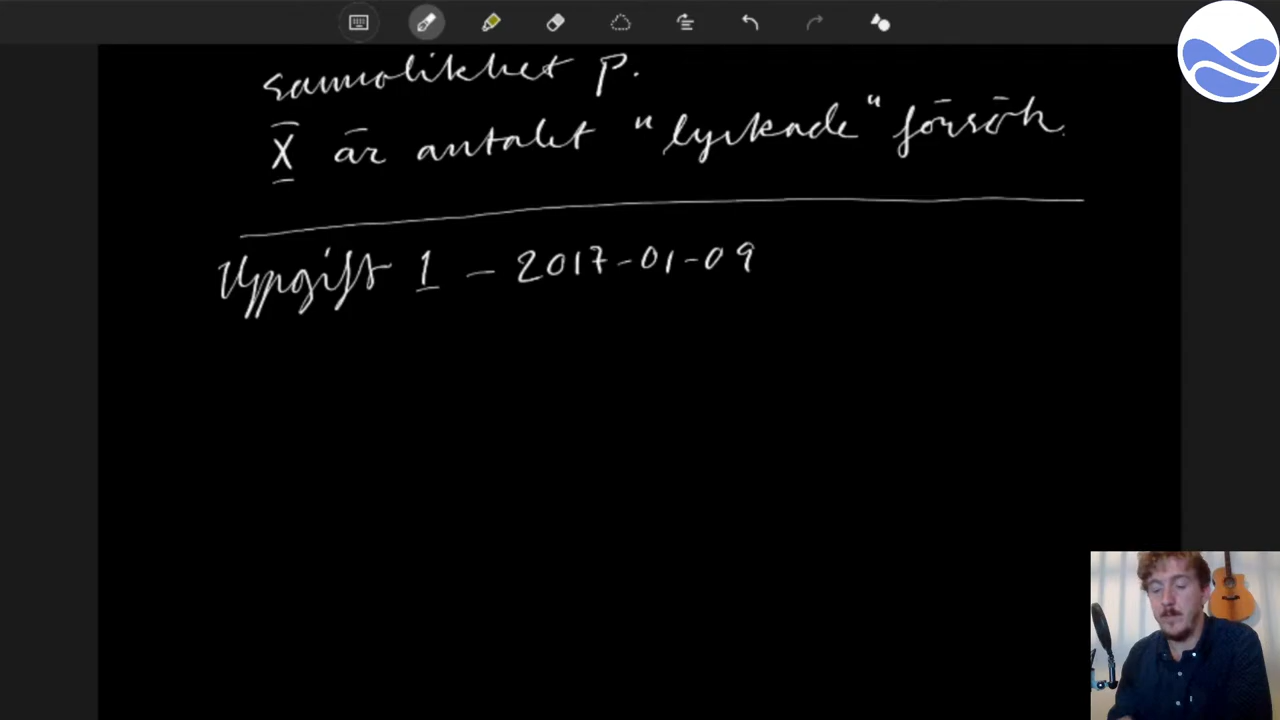 sannolikhet p.
X är antalet "lyckade" försök.
Uppgift 1 - 2017-01-09